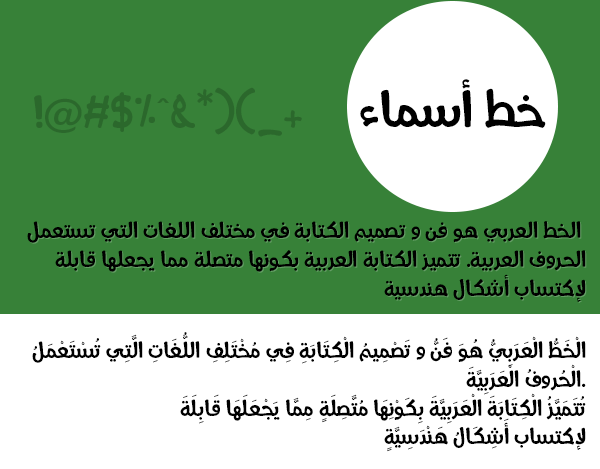 خط أسماء
!@#$٪^&*)(_+
الخط العربي هو فن و تصميم الكتابة في مختلف اللغات التي تستعمل
الحروف العربية. تتميز الكتابة العربية بكونها متصلة مما يجعلها قابلة
لإكتساب أشكال هندسية
الْخَطُّ الْعَرَبِيُّ هُوَ فَنُّ و تَصْمِيمُ الْكِتَابَةِ فِي مُخْتَلِفِ اللُّغَاتِ الَّتِي تُسْتَعْمَلُ
الْحُروفُ الْعَرَبِيَّةَ.
تُتَمَيَّزُ الْكِتَابَةَ الْعَرَبِيَّةَ بِكَوْنِهَا مُتَّصِلَةٍ مِمَّا يَجْعَلَهَا قَابِلَةَ
لإكتساب أَشِكَالُ هَنْدَسِيَّةٍ